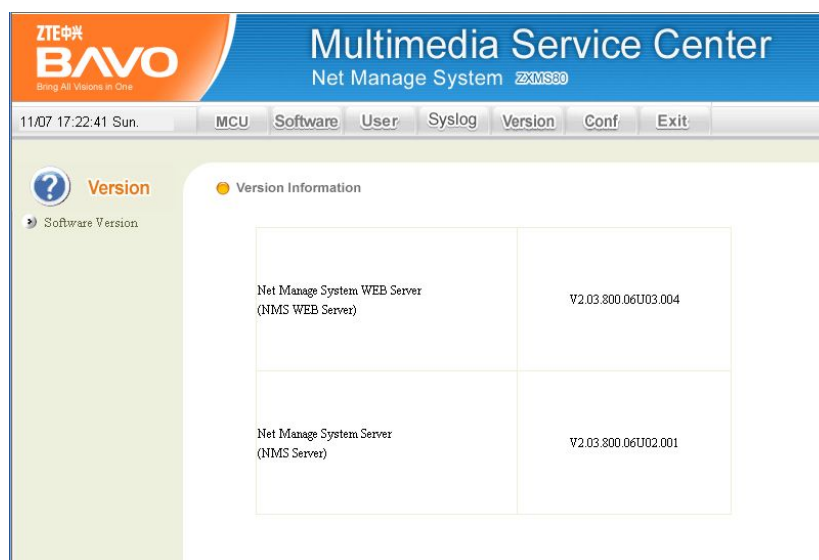 ZTE中兴
BAVO
Bring All Visions in One
Multimedia Service Center
Net Manage System ZXMS80
11/07 17:22:41 Sun.
MCU Software User Syslog Version Conf Exit
Version
Software Version
Version Information
Net Manage System WEB Server
(NMS WEB Server)
V2.03.800.06U03.004
Net Manage System Server
(NMS Server)
V2.03.800.06U02.001